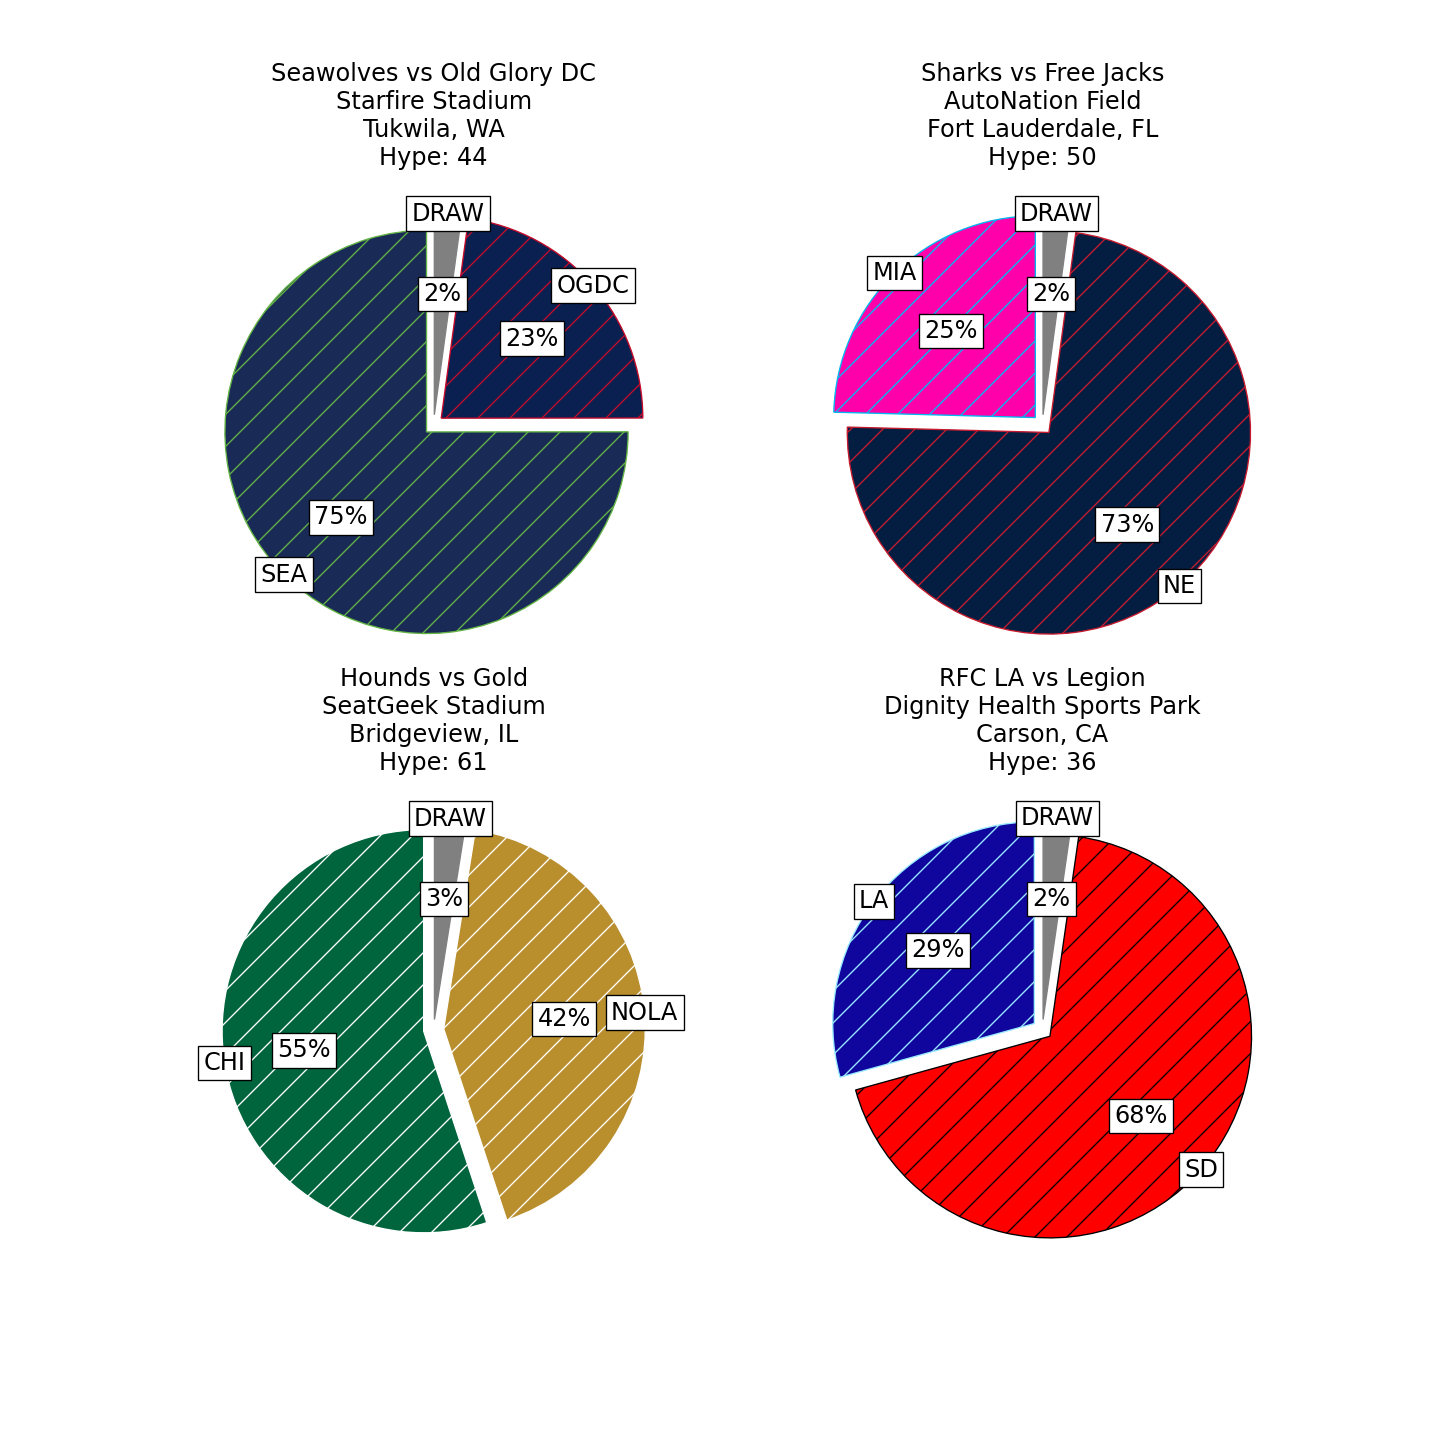 Seawolves vs Old Glory DC
Starfire Stadium
Tukwila, WA
Hype: 44
DRAW
OGDC
2%
23%
75%
SEA
Sharks vs Free Jacks
AutoNation Field
Fort Lauderdale, FL
Hype: 50
DRAW
MIA
2%
25%
73%
NE
Hounds vs Gold
SeatGeek Stadium
Bridgeview, IL
Hype: 61
DRAW
3%
42%
NOLA
55%
CHI
RFC LA vs Legion
Dignity Health Sports Park
Carson, CA
Hype: 36
DRAW
LA
2%
29%
68%
SD